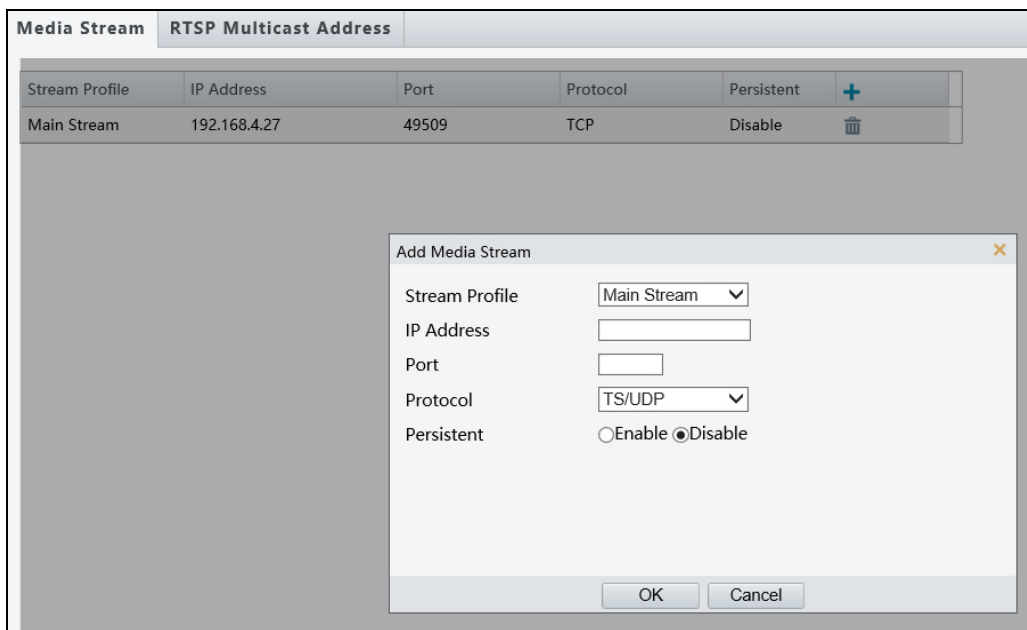 Media Stream RTSP Multicast Address
Stream Profile IP Address Port Protocol Persistent
Main Stream 192.168.4.27 49509 TCP Disable
Add Media Stream
Stream Profile Main Stream
IP Address
Port
Protocol TS/UDP
Persistent Enable Disable
OK Cancel